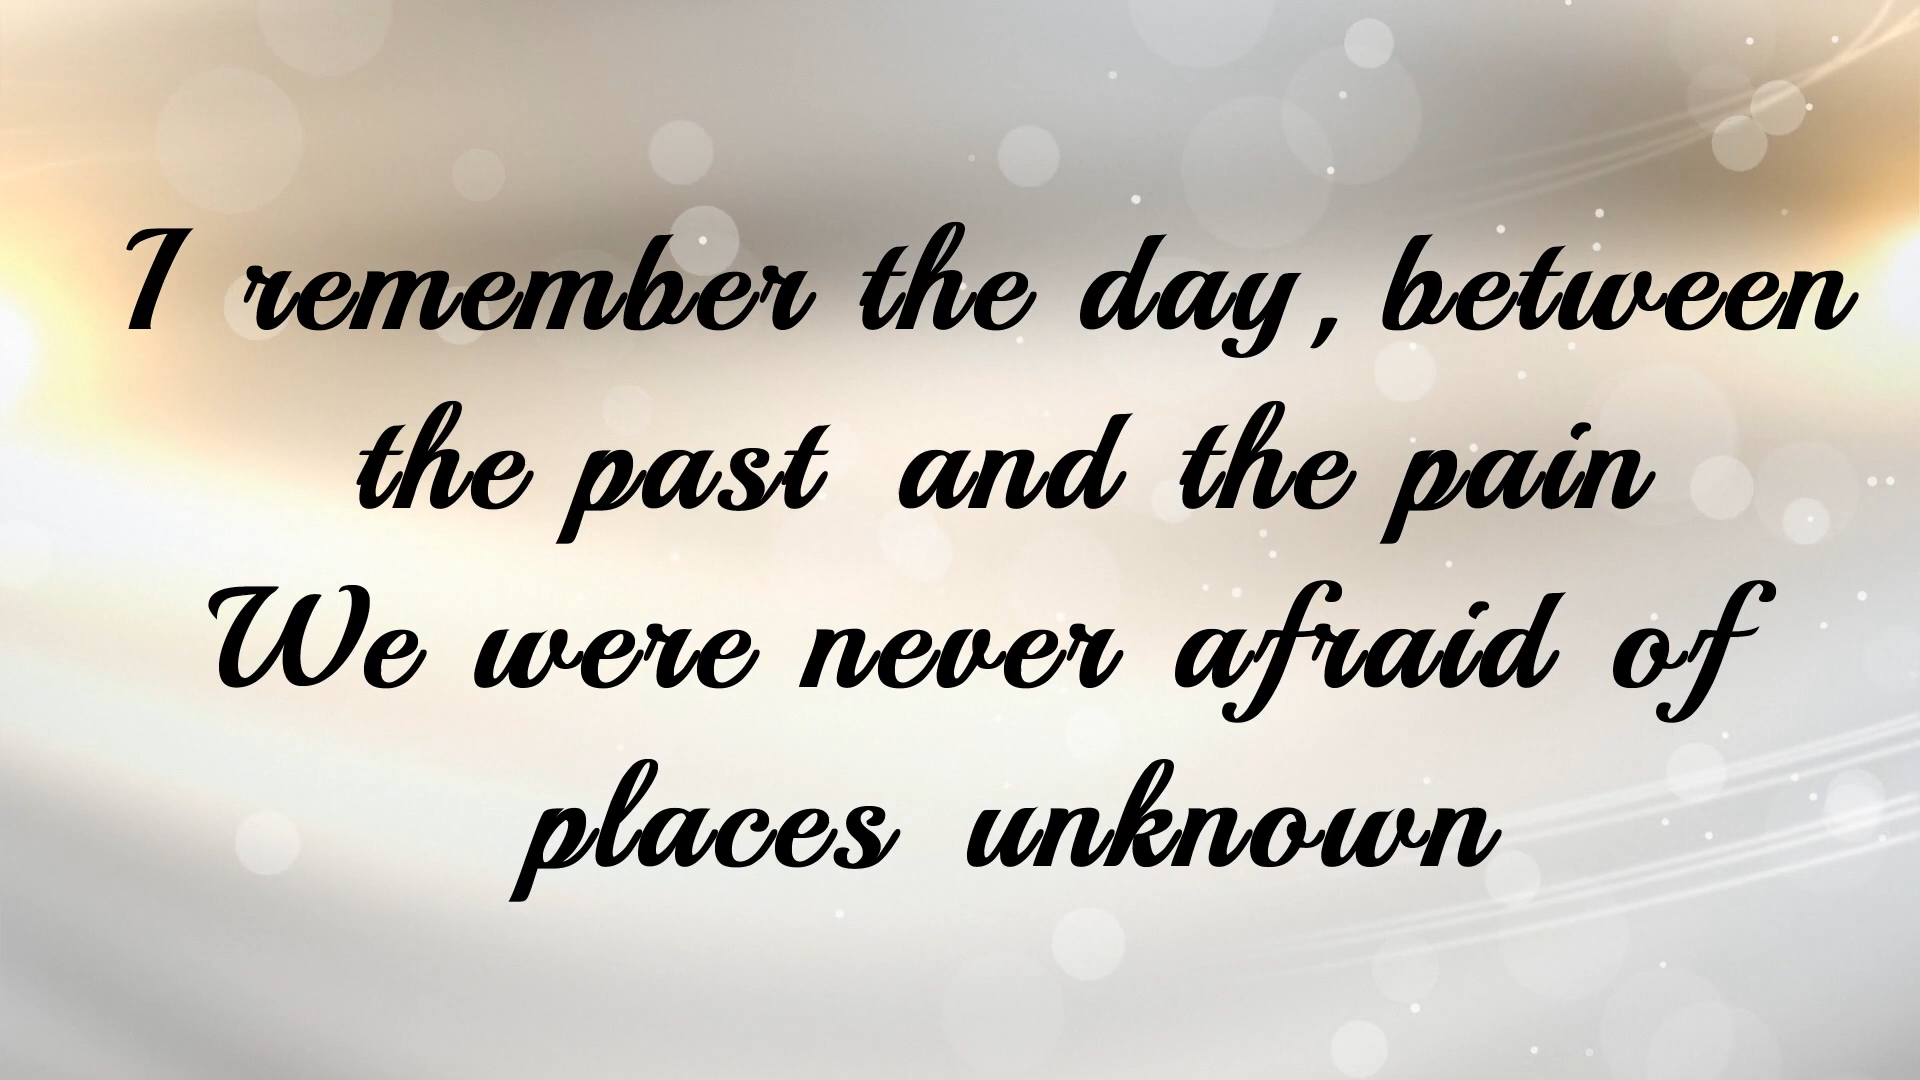 I remember the day, between
the past and the pain
We were never afraid of
places unknown